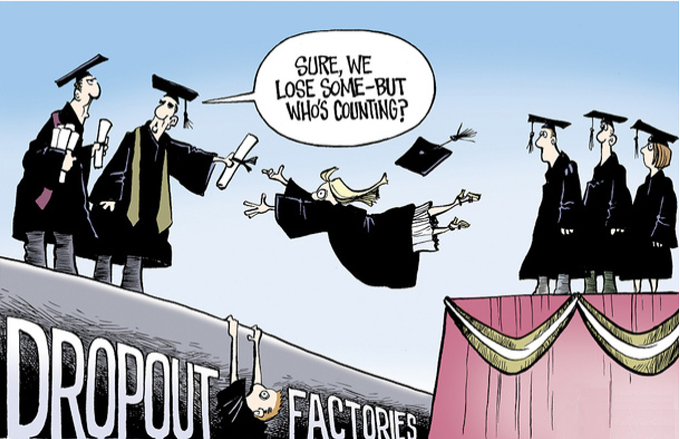 SURE, WE
LOSE SOME-BUT
WHO'S COUNTING?
DROPOUT FACTORIES